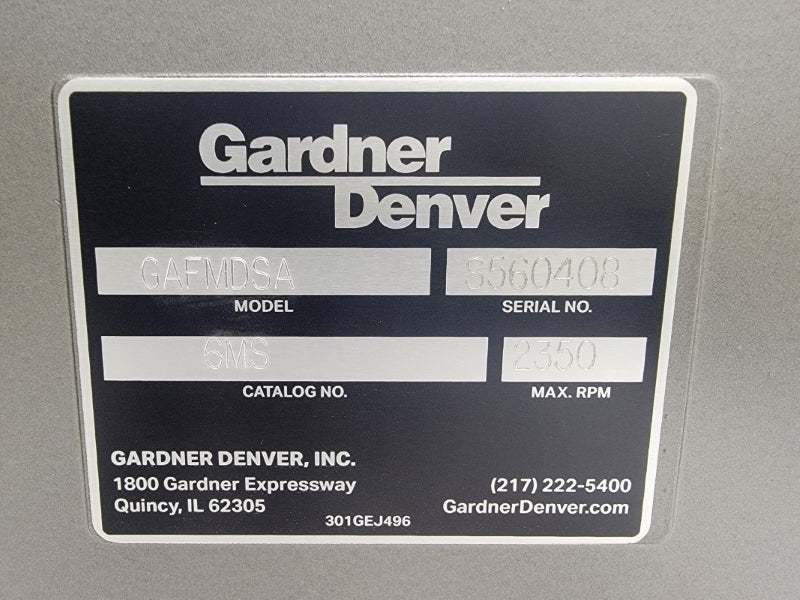 Gardner
Denver
GAFMDSA S560408
MODEL SERIAL NO.
6MS 2350
CATALOG NO. MAX. RPM
GARDNER DENVER, INC.
1800 Gardner Expressway (217) 222-5400
Quincy, IL 62305 GardnerDenver.com
301GEJ496